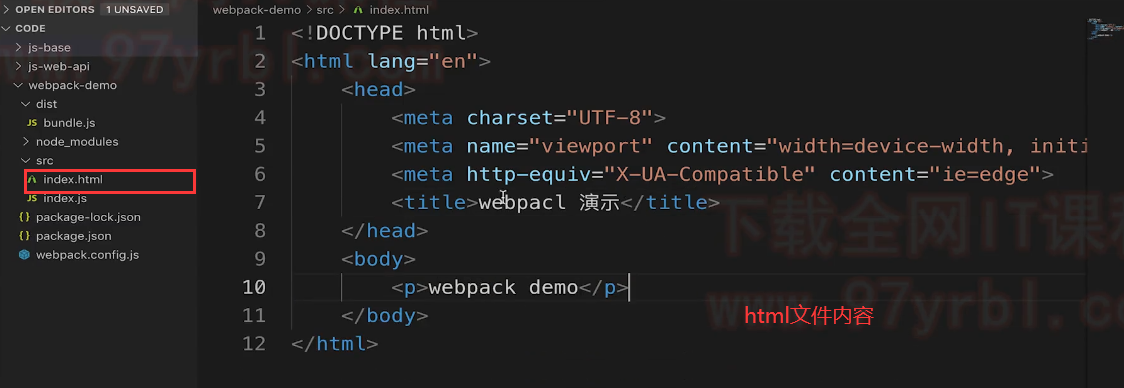 OPEN EDITORS 1 UNSAVED
CODE
js-base
js-web-api
webpack-demo
dist
JS bundle.js
node_modules
src
index.html
JS index.js
{} package-lock.json
{} package.json
webpack.config.js
webpack-demo > src > index.html
1 <!DOCTYPE html>
2 <html lang="en">
3 <head>
4 <meta charset="UTF-8">
5 <meta name="viewport" content="width=device-width, initi
6 <meta http-equiv="X-UA-Compatible" content="ie=edge">
7 <title>webpacl 演示</title>
8 </head>
9 <body>
10 <p>webpack demo</p>
11 </body>
12 </html>
html文件内容
www.97yrbl.com
下载全网IT课程
www.97yrbl.co